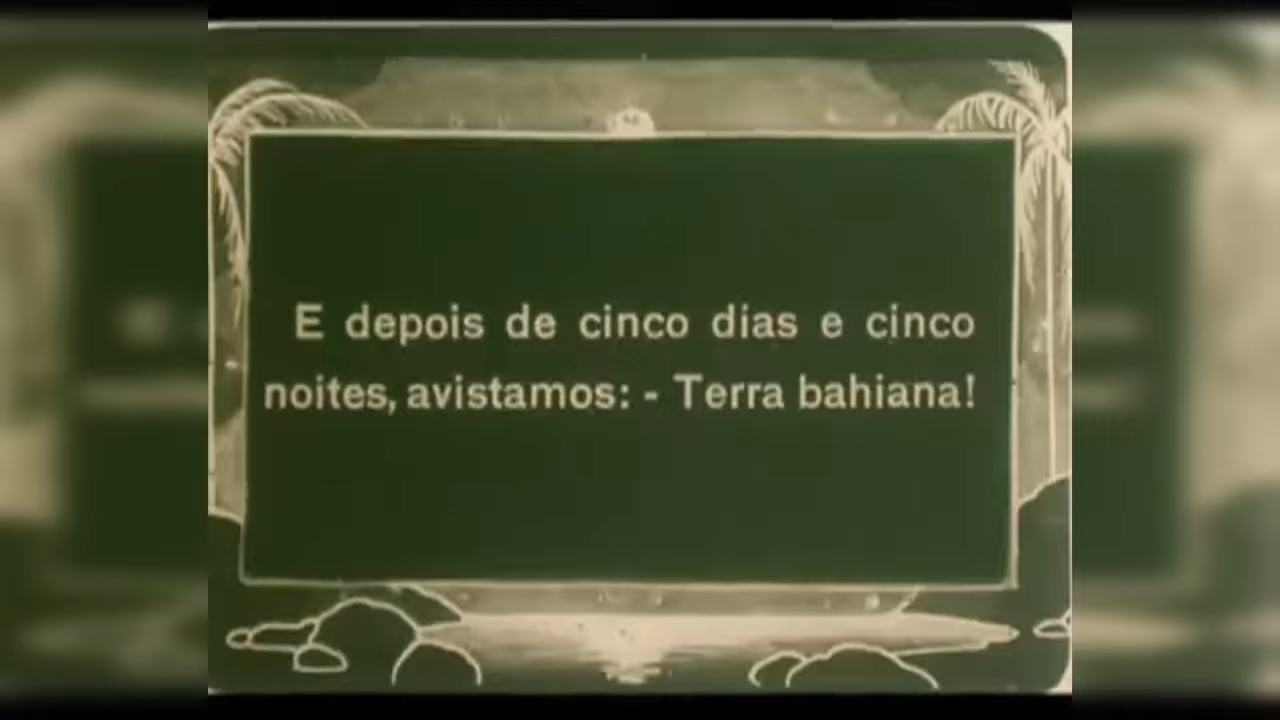 E depois de cinco dias e cinco
noites, avistamos: - Terra bahiana!